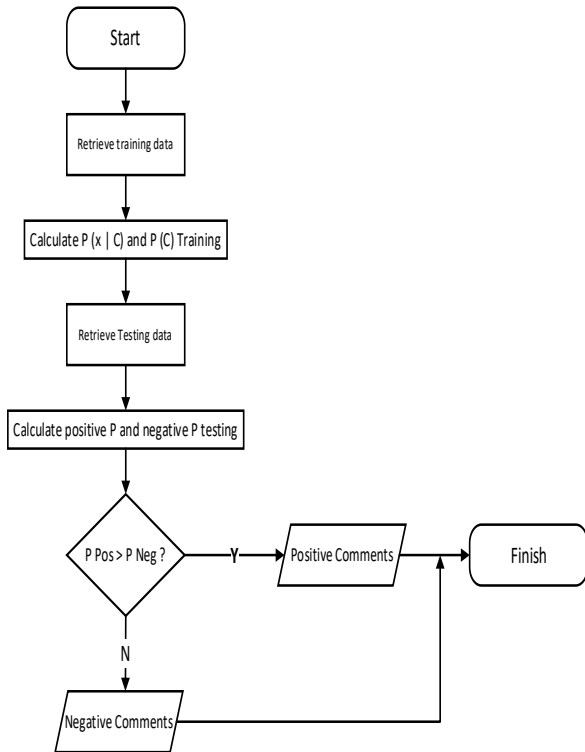 Start
Retrieve training data
Calculate P (x | C) and P (C) Training
Retrieve Testing data
Calculate positive P and negative P testing
P Pos > P Neg ?
Y
Positive Comments
Finish
N
Negative Comments